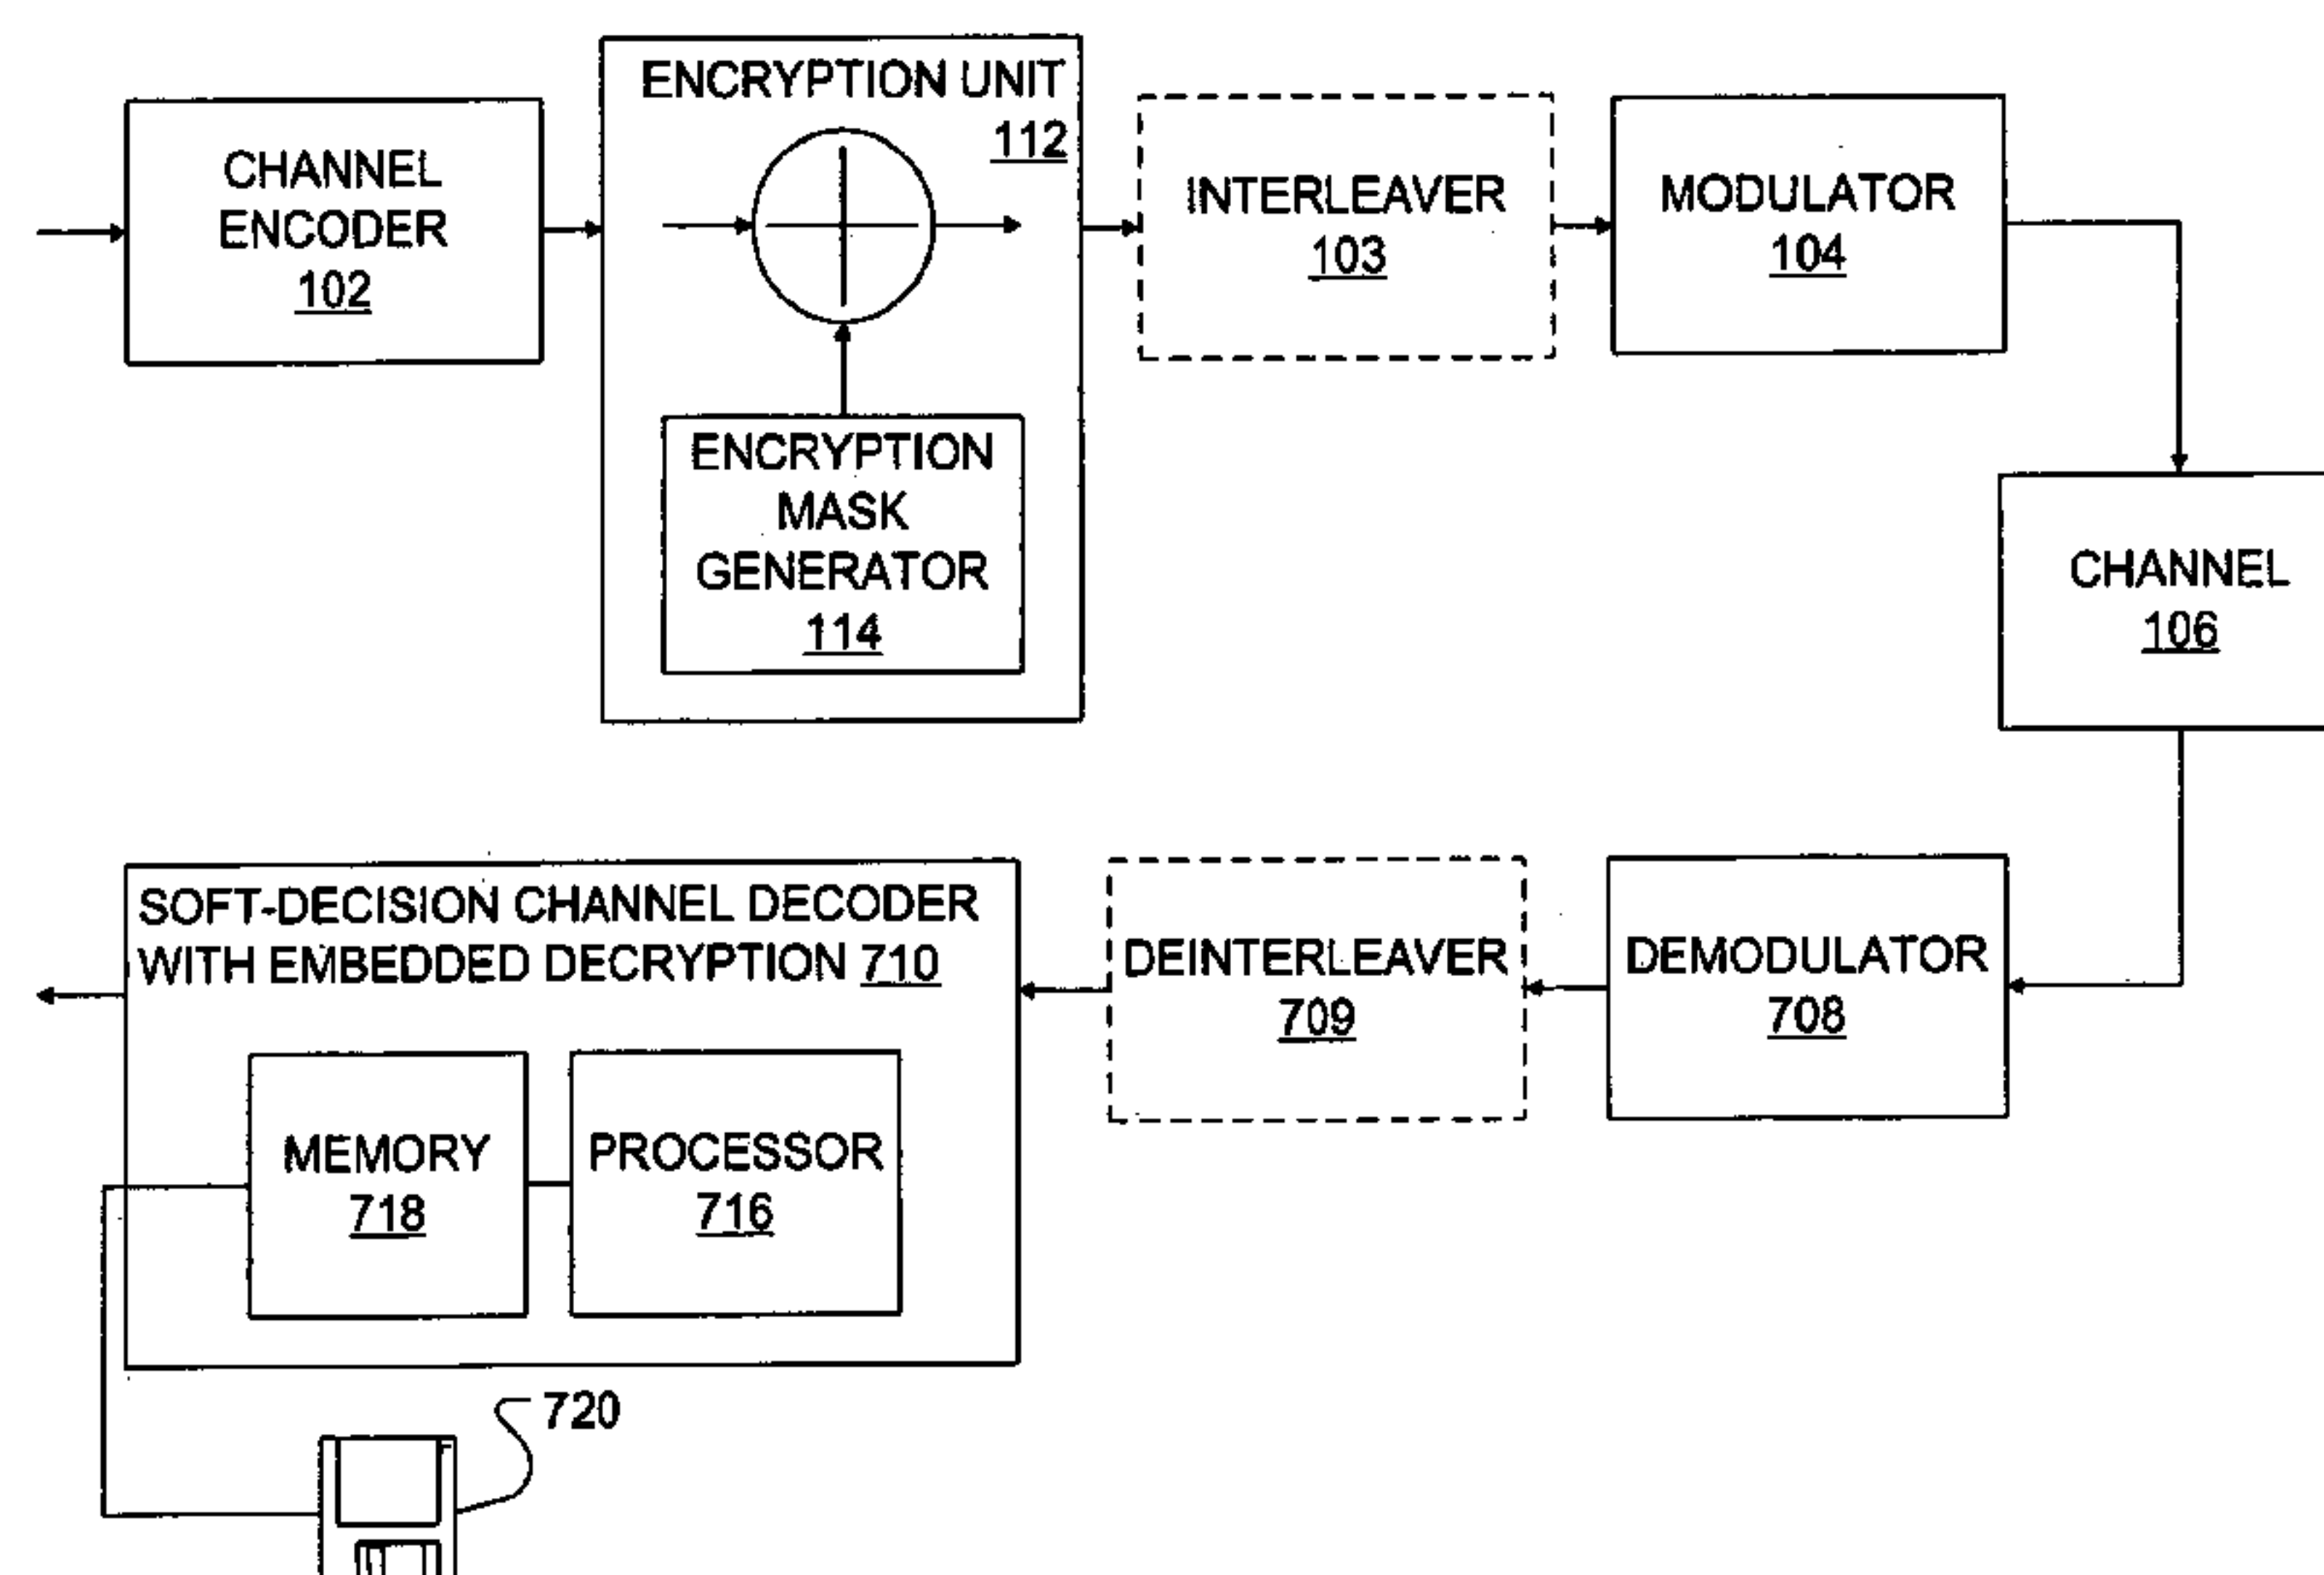 ENCRYPTION UNIT
112
CHANNEL
ENCODER
102
INTERLEAVER
103
MODULATOR
104
ENCRYPTION
MASK
GENERATOR
114
CHANNEL
106
SOFT-DECISION CHANNEL DECODER
WITH EMBEDDED DECRYPTION 710
DEINTERLEAVER
709
DEMODULATOR
708
MEMORY
718
PROCESSOR
716
720